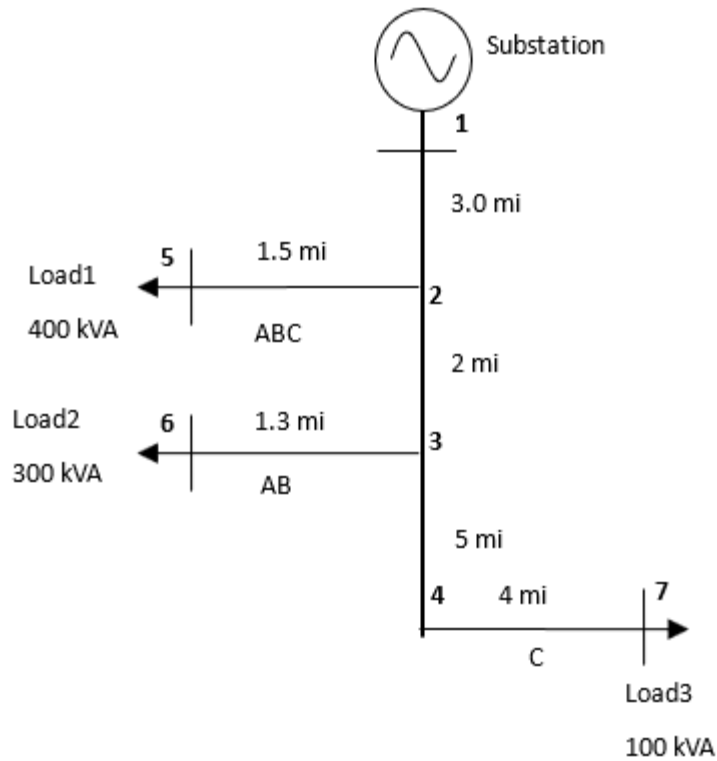 Substation
1
3.0 mi
5
1.5 mi
Load1
2
400 kVA
ABC
2 mi
Load2
6
1.3 mi
3
300 kVA
AB
5 mi
4
4 mi
7
C
Load3
100 kVA